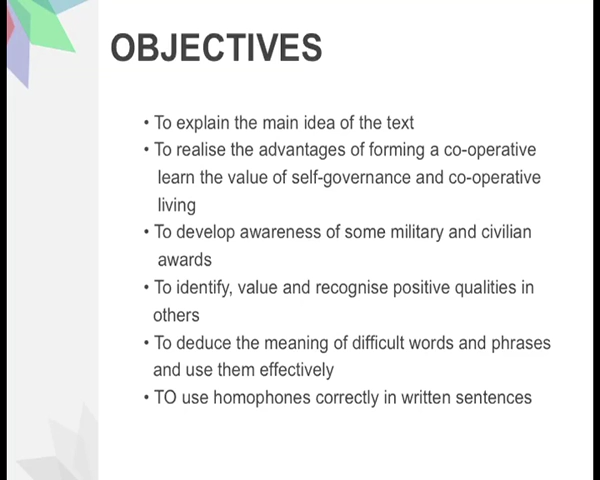 OBJECTIVES
• To explain the main idea of the text
• To realise the advantages of forming a co-operative
learn the value of self-governance and co-operative
living
• To develop awareness of some military and civilian
awards
• To identify, value and recognise positive qualities in
others
• To deduce the meaning of difficult words and phrases
and use them effectively
• TO use homophones correctly in written sentences